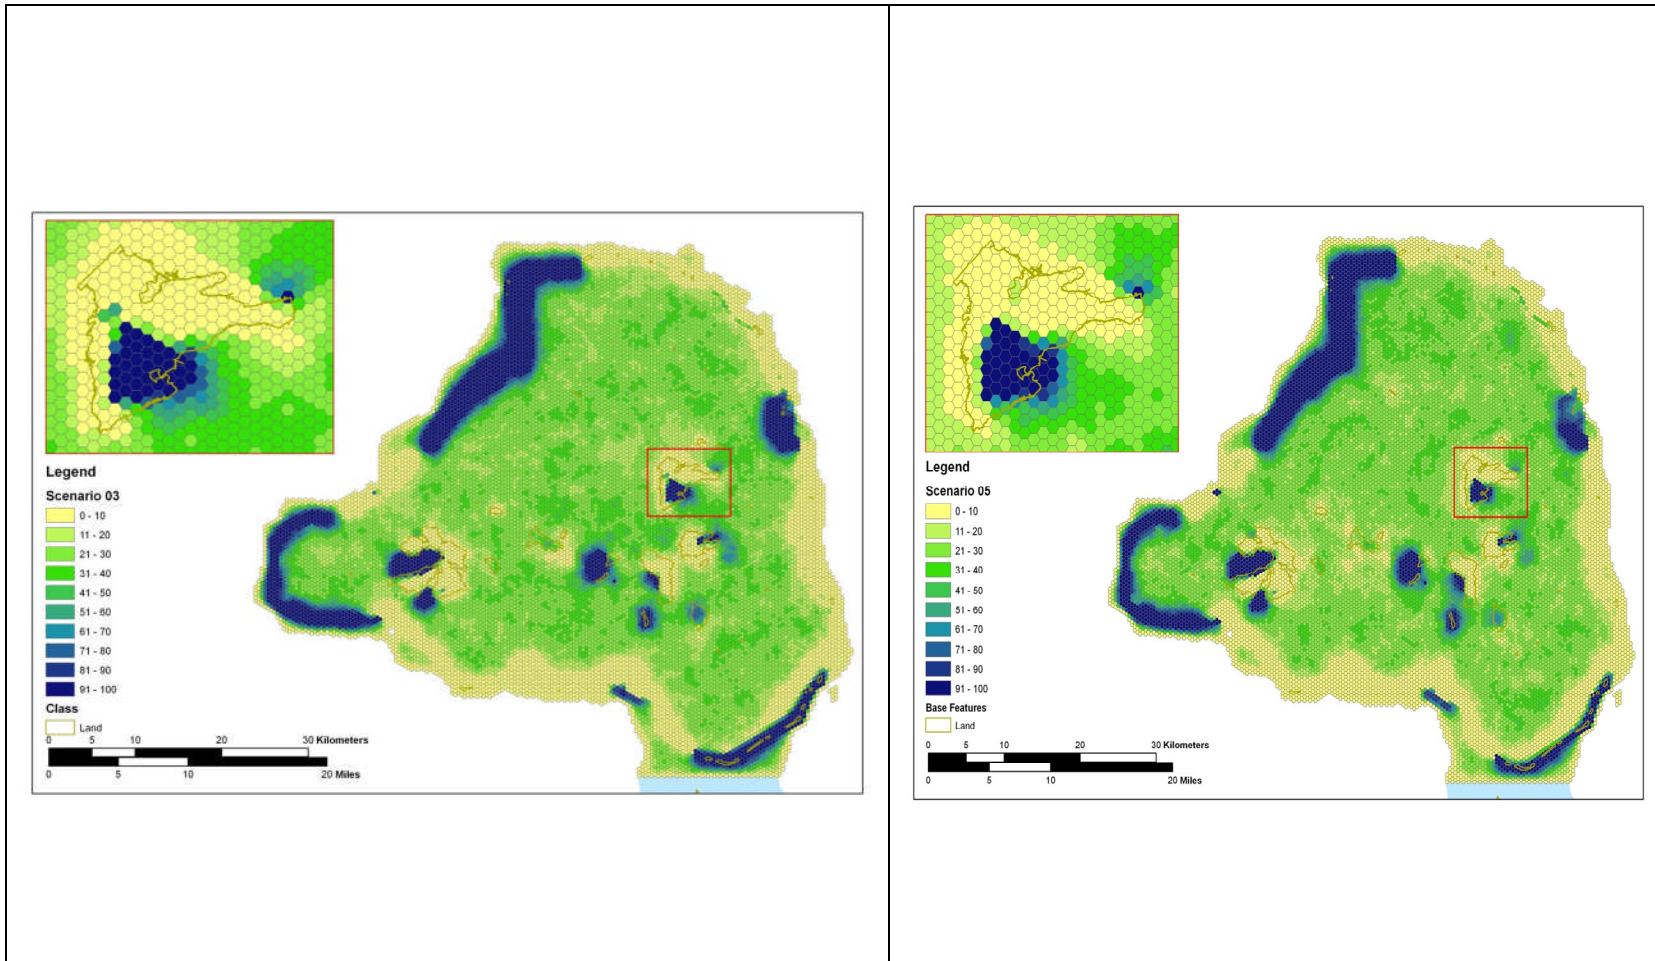 Legend
Scenario 03
0 - 10
11 - 20
21 - 30
31 - 40
41 - 50
51 - 60
61 - 70
71 - 80
81 - 90
91 - 100
Class
Land
0 5 10 20 30 Kilometers
0 5 10 20 Miles
Legend
Scenario 05
0 - 10
11 - 20
21 - 30
31 - 40
41 - 50
51 - 60
61 - 70
71 - 80
81 - 90
91 - 100
Base Features
Land
0 5 10 20 30 Kilometers
0 5 10 20 Miles